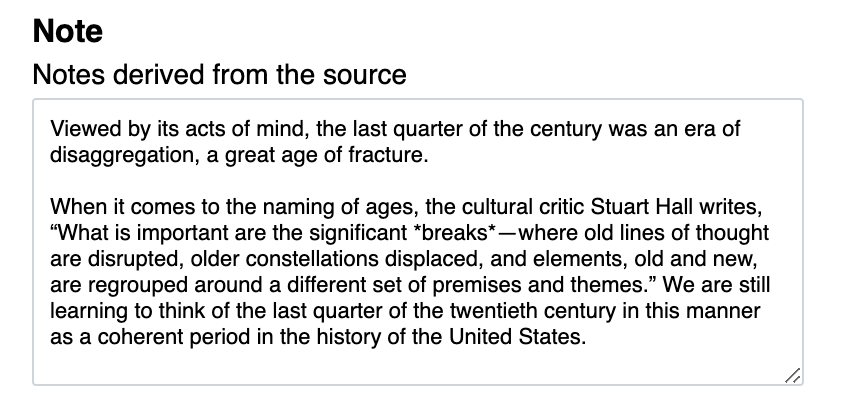 Note
Notes derived from the source
Viewed by its acts of mind, the last quarter of the century was an era of
disaggregation, a great age of fracture.
When it comes to the naming of ages, the cultural critic Stuart Hall writes,
“What is important are the significant *breaks*—where old lines of thought
are disrupted, older constellations displaced, and elements, old and new,
are regrouped around a different set of premises and themes.” We are still
learning to think of the last quarter of the twentieth century in this manner
as a coherent period in the history of the United States.